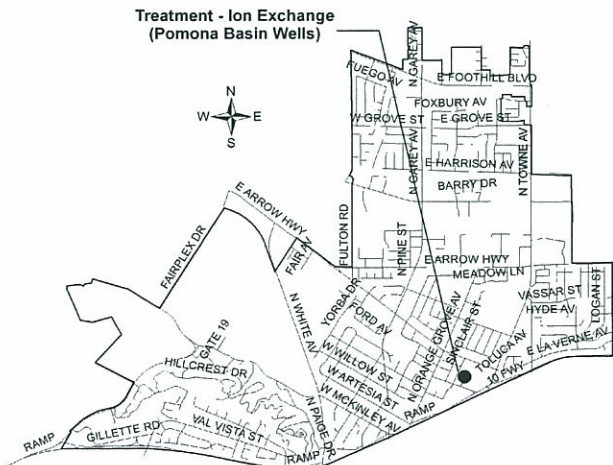 Treatment - Ion Exchange
(Pomona Basin Wells)
N GAREY AV
FUEGO AV
E FOOTHILL BLVD
FOXBURY AV
W GROVE ST
E GROVE ST
N GAREY AV
N TOWNE AV
E HARRISON AV
BARRY DR
N
W
E
S
E ARROW HWY
FAIRPLEX DR
FAIR AV
FULTON RD
N PINE ST
E ARROW HWY
MEADOW LN
VASSAR ST
LOGAN ST
HYDE AV
YORBA DR
FORD AV
N WHITE AV
N ORANGE GROVE AV
SINCLAIR ST
TOLUCA AV
E LA VERNE AV
10 FWY
GATE 19
HILLCREST DR
W WILLOW ST
W ARTESIA ST
W MCKINLEY AV
RAMP
N PAIGE DR
GILLETTE RD
VAL VISTA ST
RAMP
RAMP